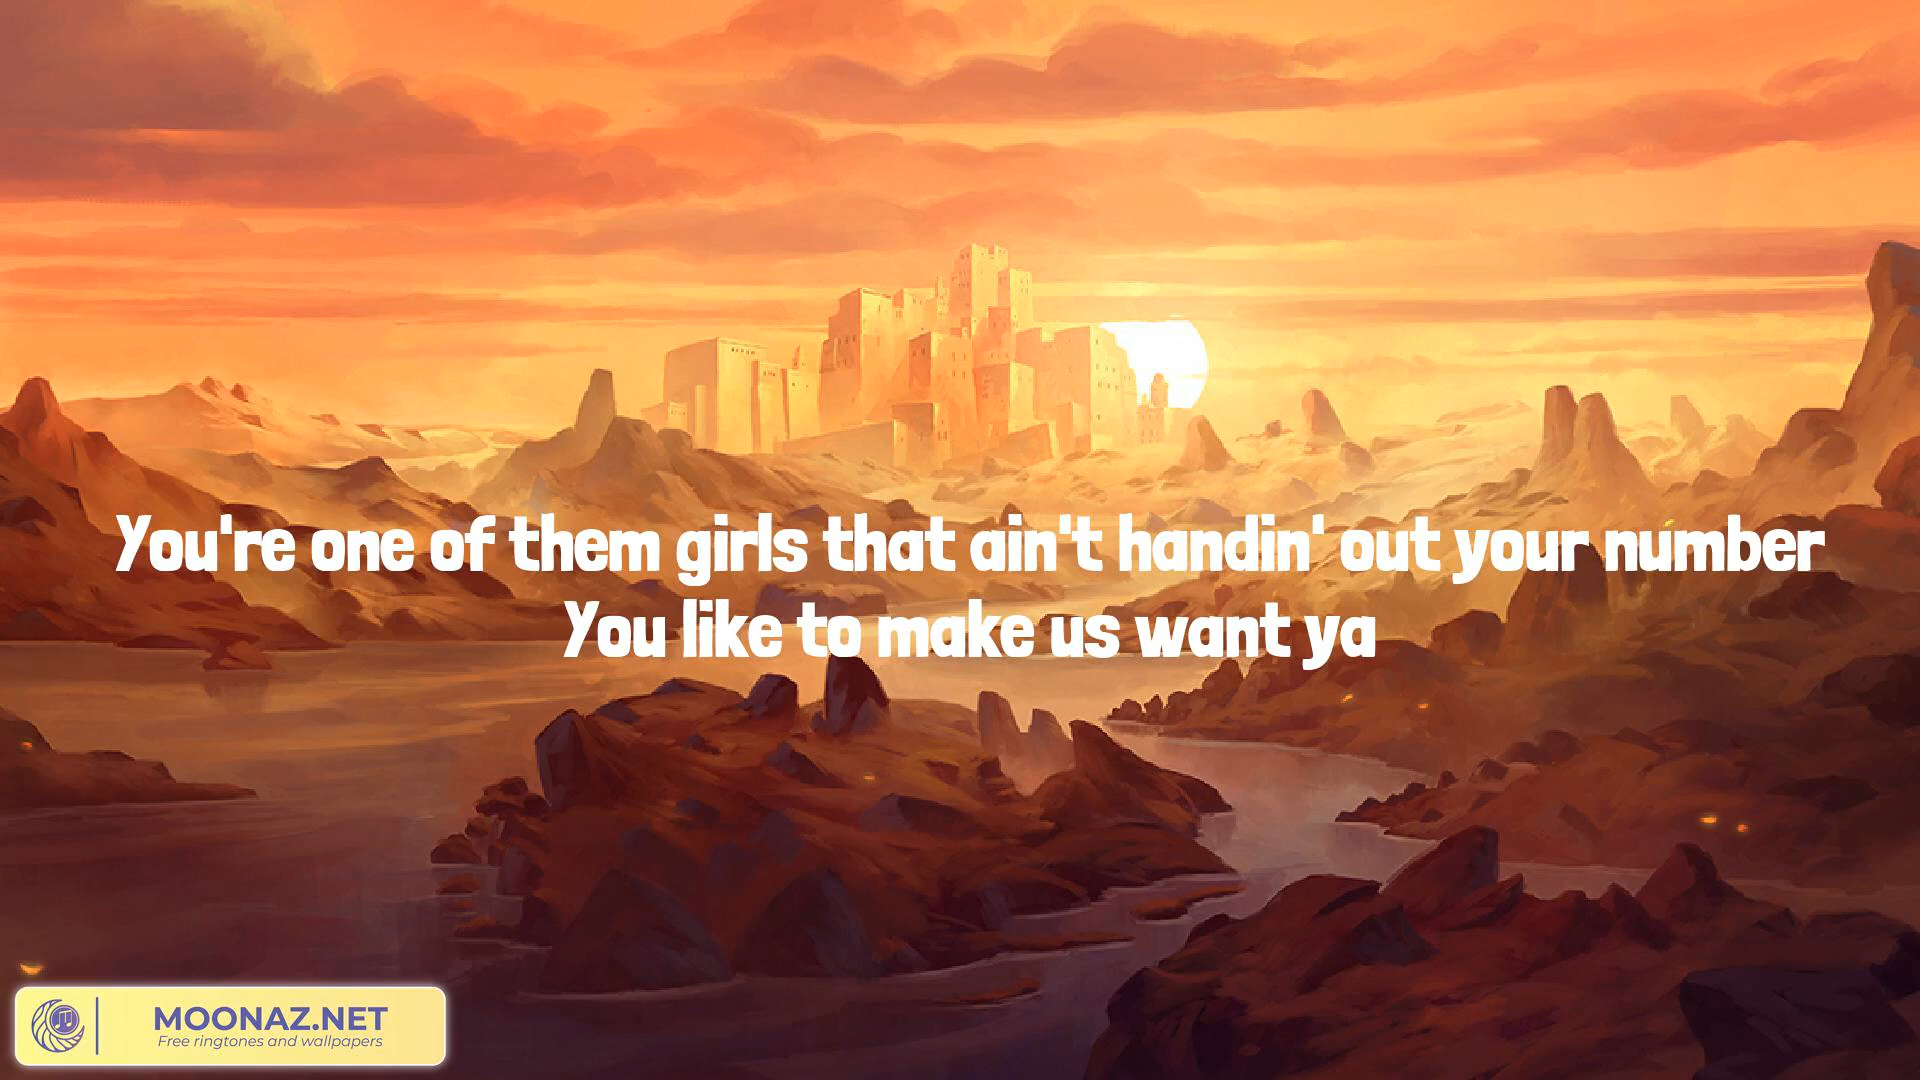 You're one of them girls that ain't handin' out your number
You like to make us want ya
MOONAZ.NET
Free ringtones and wallpapers